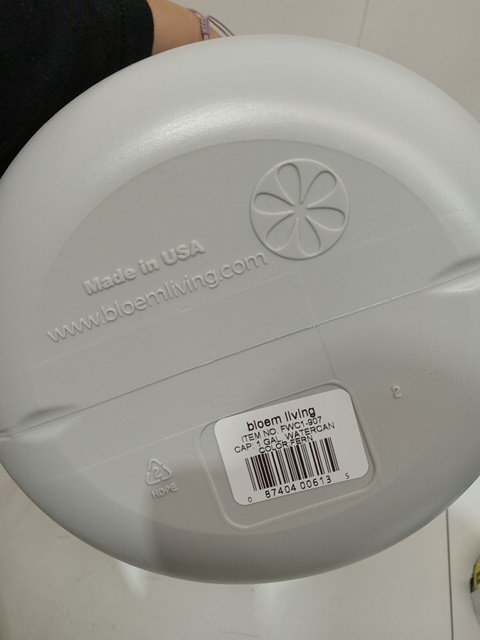 Made in USA
www.bloemliving.com
2
bloem living
ITEM NO. FWC1-907
CAP: 1 GAL. WATERCAN
COLOR FERN
0 87404 00613 5
2
HDPE